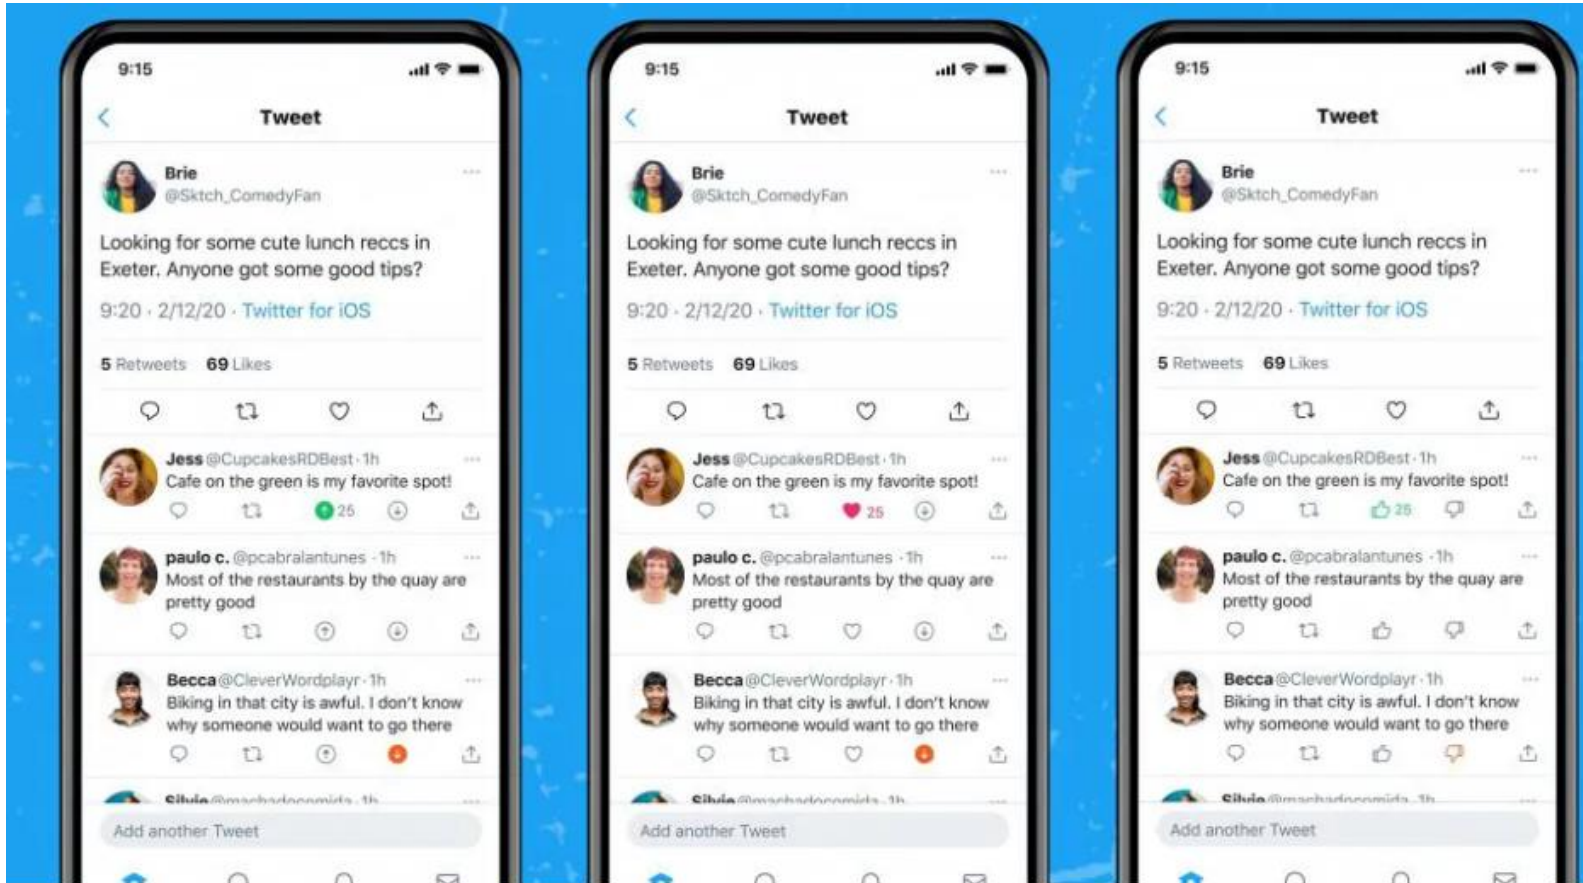 9:15
Tweet
Brie
@Sktch_ComedyFan
Looking for some cute lunch reccs in
Exeter. Anyone got some good tips?
9:20 · 2/12/20 · Twitter for iOS
5 Retweets 69 Likes
Jess @CupcakesRDBest · 1h
Cafe on the green is my favorite spot!
25
paulo c. @pcabralantunes · 1h
Most of the restaurants by the quay are
pretty good
Becca @CleverWordplayr · 1h
Biking in that city is awful. I don't know
why someone would want to go there
Silvie @machadocomida · 1h
Add another Tweet
9:15
Tweet
Brie
@Sktch_ComedyFan
Looking for some cute lunch reccs in
Exeter. Anyone got some good tips?
9:20 · 2/12/20 · Twitter for iOS
5 Retweets 69 Likes
Jess @CupcakesRDBest · 1h
Cafe on the green is my favorite spot!
25
paulo c. @pcabralantunes · 1h
Most of the restaurants by the quay are
pretty good
Becca @CleverWordplayr · 1h
Biking in that city is awful. I don't know
why someone would want to go there
Silvie @machadocomida · 1h
Add another Tweet
9:15
Tweet
Brie
@Sktch_ComedyFan
Looking for some cute lunch reccs in
Exeter. Anyone got some good tips?
9:20 · 2/12/20 · Twitter for iOS
5 Retweets 69 Likes
Jess @CupcakesRDBest · 1h
Cafe on the green is my favorite spot!
25
paulo c. @pcabralantunes · 1h
Most of the restaurants by the quay are
pretty good
Becca @CleverWordplayr · 1h
Biking in that city is awful. I don't know
why someone would want to go there
Silvie @machadocomida · 1h
Add another Tweet